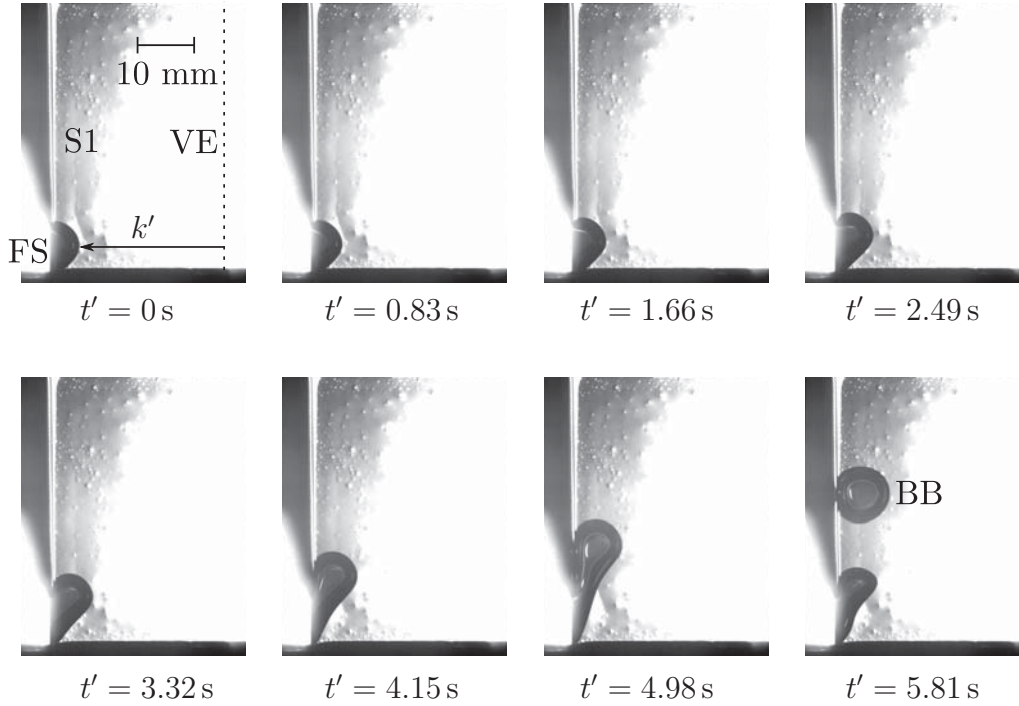 10 mm
S1
VE
k′
FS
t′ = 0 s
t′ = 0.83 s
t′ = 1.66 s
t′ = 2.49 s
BB
t′ = 3.32 s
t′ = 4.15 s
t′ = 4.98 s
t′ = 5.81 s